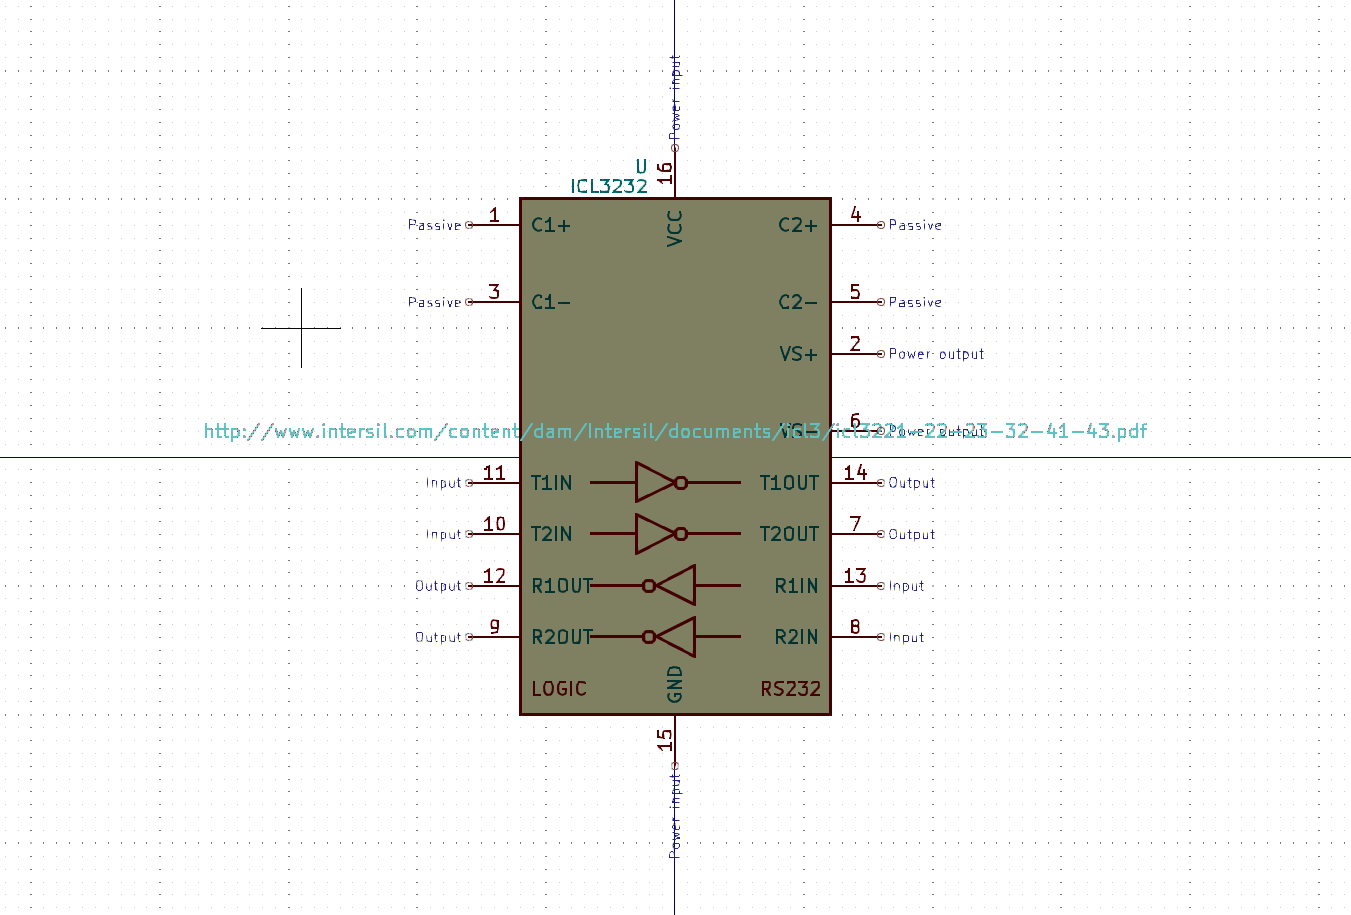 Power input
16
U
ICL3232
VCC
Passive 1 C1+ C2+ 4 Passive
Passive 3 C1- C2- 5 Passive
VS+ 2 Power output
VS- 6 Power output
http://www.intersil.com/content/dam/Intersil/documents/icl3/icl3221-22-23-32-41-43.pdf
Input 11 T1IN T1OUT 14 Output
Input 10 T2IN T2OUT 7 Output
Output 12 R1OUT R1IN 13 Input
Output 9 R2OUT R2IN 8 Input
LOGIC GND RS232
15
Power input